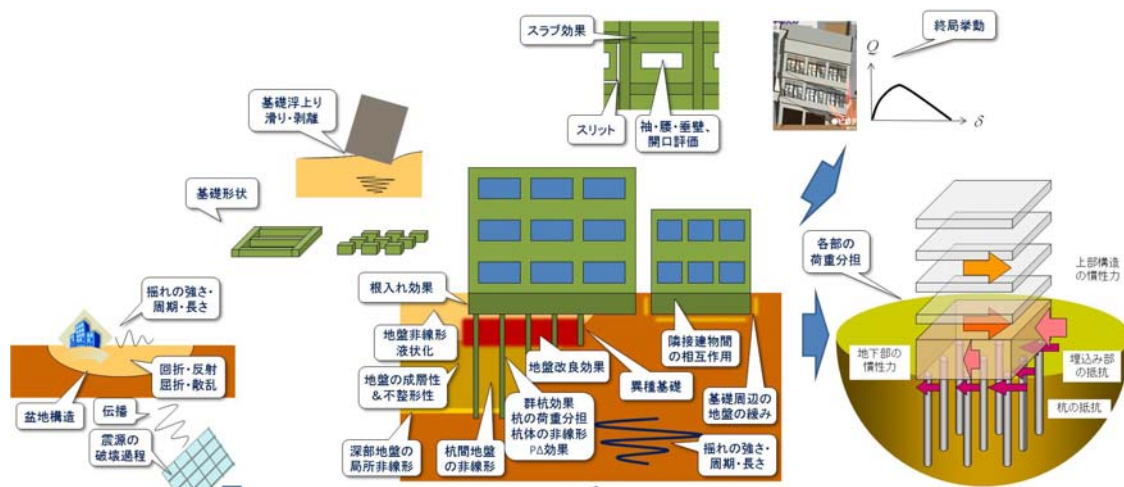 スラブ効果
スリット
袖・腰・垂壁、
開口評価
Q
δ
終局挙動
基礎浮上り
滑り・剥離
基礎形状
揺れの強さ・
周期・長さ
回折・反射
屈折・散乱
盆地構造
伝播
震源の
破壊過程
根入れ効果
地盤非線形
液状化
地盤の成層性
&不整形性
深部地盤の
局所非線形
杭間地盤
の非線形
群杭効果
杭の荷重分担
杭体の非線形
PΔ効果
地盤改良効果
異種基礎
隣接建物間
の相互作用
基礎周辺の
地盤の緩み
揺れの強さ・
周期・長さ
各部の
荷重分担
上部構造
の慣性力
地下部の
慣性力
埋込み部
の抵抗
杭の抵抗